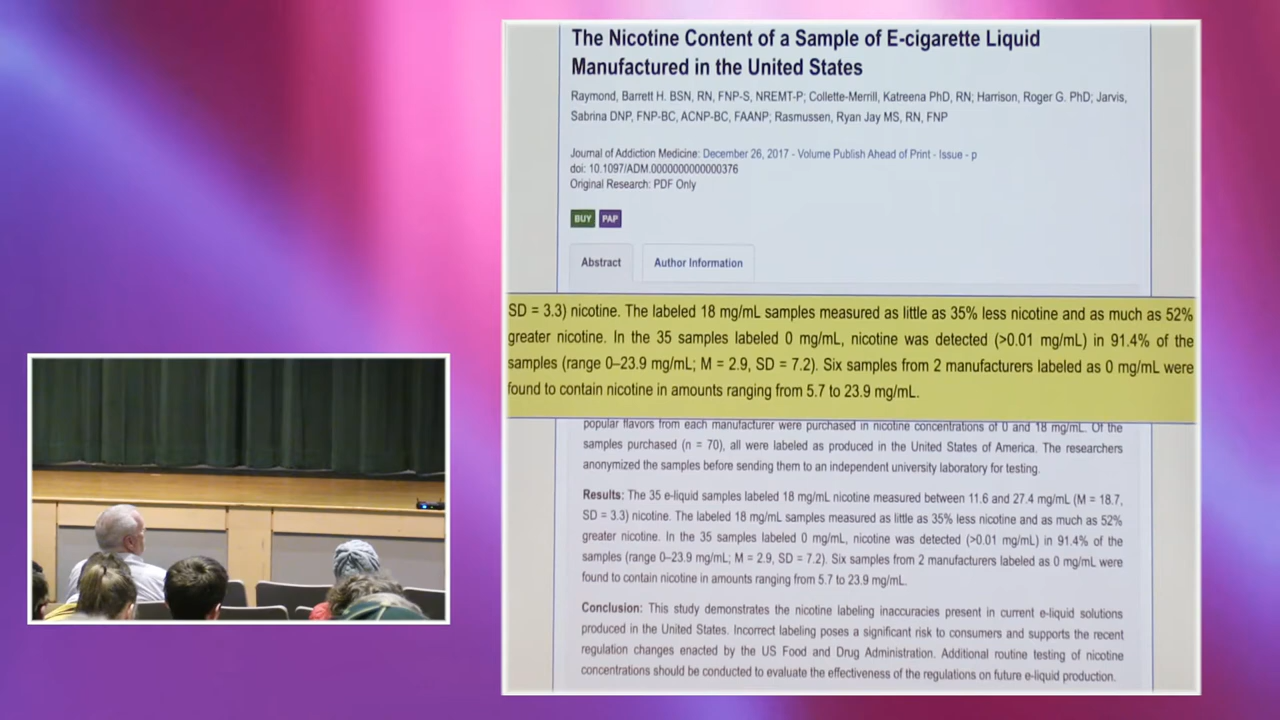 The Nicotine Content of a Sample of E-cigarette Liquid
Manufactured in the United States
Raymond, Barrett H. BSN, RN, FNP-S, NREMT-P; Collette-Merrill, Katreena PhD, RN; Harrison, Roger G. PhD; Jarvis,
Sabrina DNP, FNP-BC, ACNP-BC, FAANP; Rasmussen, Ryan Jay MS, RN, FNP
Journal of Addiction Medicine: December 26, 2017 - Volume Publish Ahead of Print - Issue - p
doi: 10.1097/ADM.0000000000000376
Original Research: PDF Only
BUY PAP
Abstract Author Information
SD = 3.3) nicotine. The labeled 18 mg/mL samples measured as little as 35% less nicotine and as much as 52%
greater nicotine. In the 35 samples labeled 0 mg/mL, nicotine was detected (>0.01 mg/mL) in 91.4% of the
samples (range 0–23.9 mg/mL; M = 2.9, SD = 7.2). Six samples from 2 manufacturers labeled as 0 mg/mL were
found to contain nicotine in amounts ranging from 5.7 to 23.9 mg/mL.
popular flavors from each manufacturer were purchased in nicotine concentrations of 0 and 18 mg/mL. Of the
samples purchased (n = 70), all were labeled as produced in the United States of America. The researchers
anonymized the samples before sending them to an independent university laboratory for testing.
Results: The 35 e-liquid samples labeled 18 mg/mL nicotine measured between 11.6 and 27.4 mg/mL (M = 18.7,
SD = 3.3) nicotine. The labeled 18 mg/mL samples measured as little as 35% less nicotine and as much as 52%
greater nicotine. In the 35 samples labeled 0 mg/mL, nicotine was detected (>0.01 mg/mL) in 91.4% of the
samples (range 0–23.9 mg/mL; M = 2.9, SD = 7.2). Six samples from 2 manufacturers labeled as 0 mg/mL were
found to contain nicotine in amounts ranging from 5.7 to 23.9 mg/mL.
Conclusion: This study demonstrates the nicotine labeling inaccuracies present in current e-liquid solutions
produced in the United States. Incorrect labeling poses a significant risk to consumers and supports the recent
regulation changes enacted by the US Food and Drug Administration. Additional routine testing of nicotine
concentrations should be conducted to evaluate the effectiveness of the regulations on future e-liquid production.